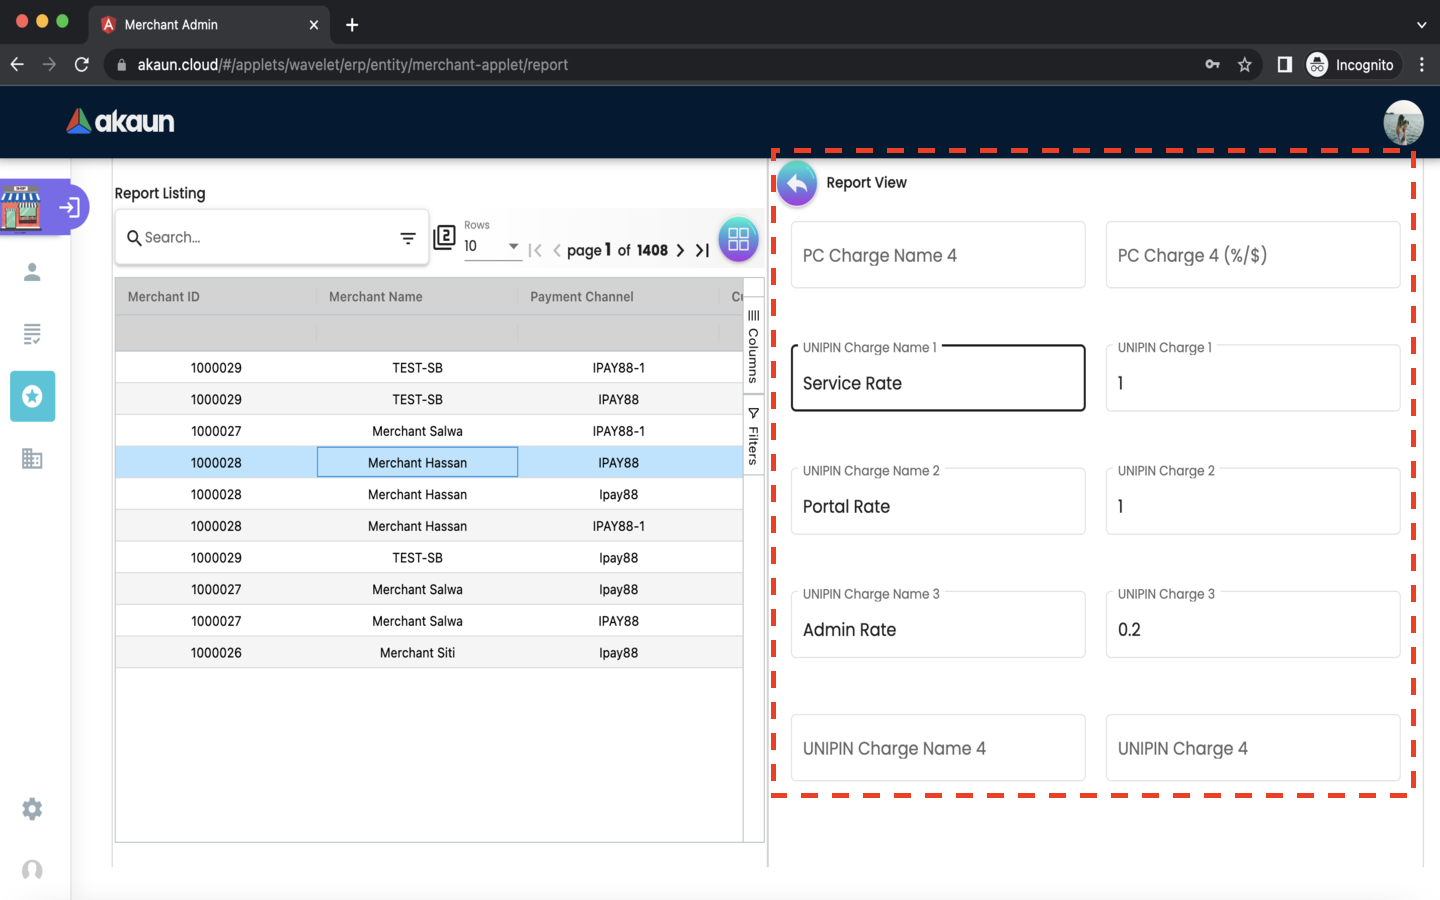 Merchant Admin
akaun.cloud/#/applets/wavelet/erp/entity/merchant-applet/report
Incognito
akaun
SHOP
Report Listing
Search...
2
Rows
10
page 1 of 1408
Merchant ID Merchant Name Payment Channel Cu
1000029 TEST-SB IPAY88-1
1000029 TEST-SB IPAY88
1000027 Merchant Salwa IPAY88-1
1000028 Merchant Hassan IPAY88
1000028 Merchant Hassan Ipay88
1000028 Merchant Hassan IPAY88-1
1000029 TEST-SB Ipay88
1000027 Merchant Salwa Ipay88
1000027 Merchant Salwa IPAY88
1000026 Merchant Siti Ipay88
Columns
Filters
Report View
PC Charge Name 4 PC Charge 4 (%/$)
UNIPIN Charge Name 1 UNIPIN Charge 1
Service Rate 1
UNIPIN Charge Name 2 UNIPIN Charge 2
Portal Rate 1
UNIPIN Charge Name 3 UNIPIN Charge 3
Admin Rate 0.2
UNIPIN Charge Name 4 UNIPIN Charge 4